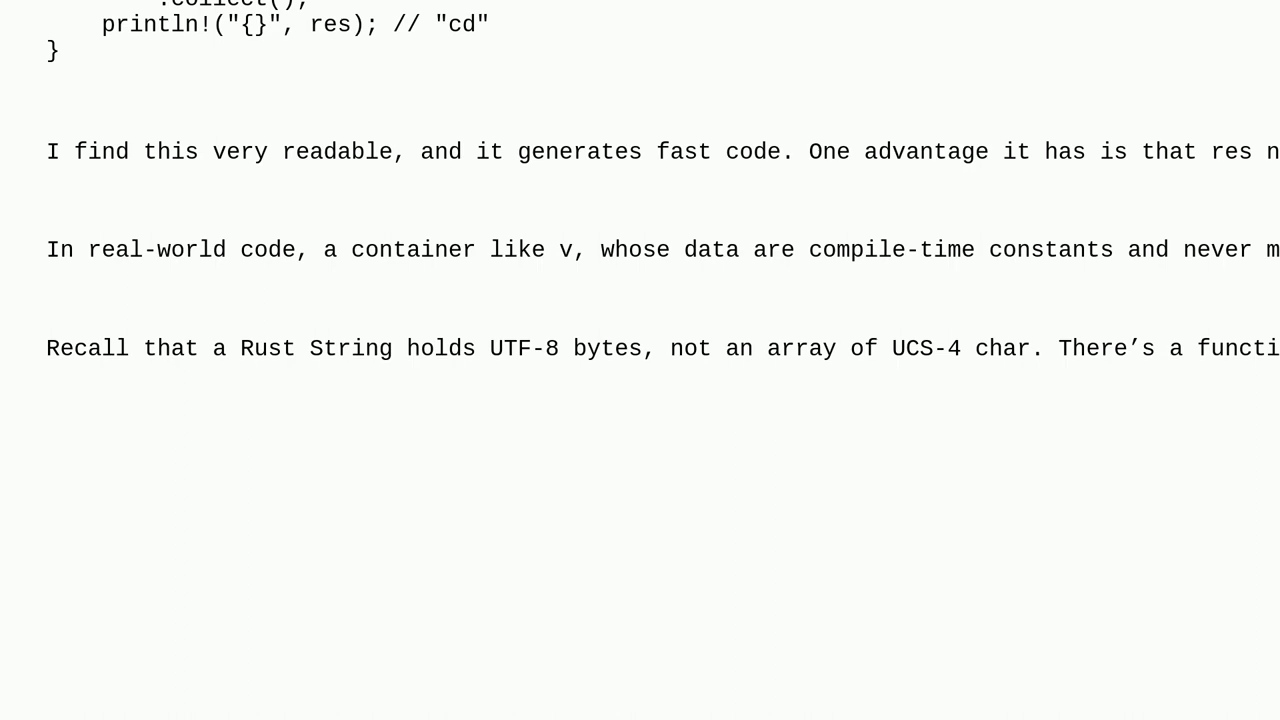 .collect();
println!("{}", res); // "cd"
}
I find this very readable, and it generates fast code. One advantage it has is that res n
In real-world code, a container like v, whose data are compile-time constants and never m
Recall that a Rust String holds UTF-8 bytes, not an array of UCS-4 char. There’s a functi